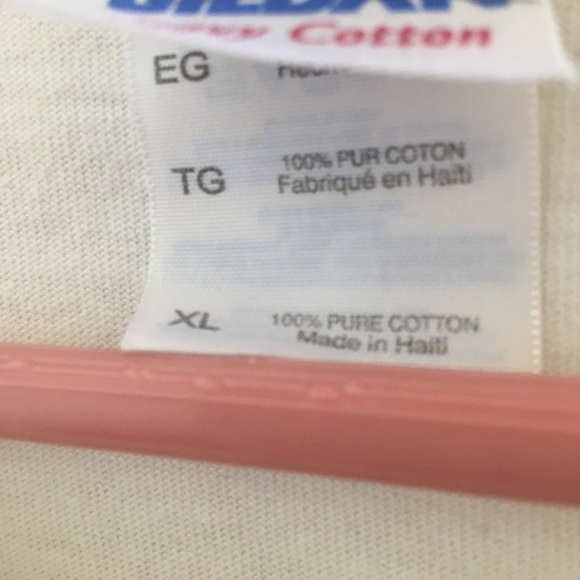 Cotton
EG
TG
100% PUR COTON
Fabriqué en Haïti
XL
100% PURE COTTON
Made in Haiti